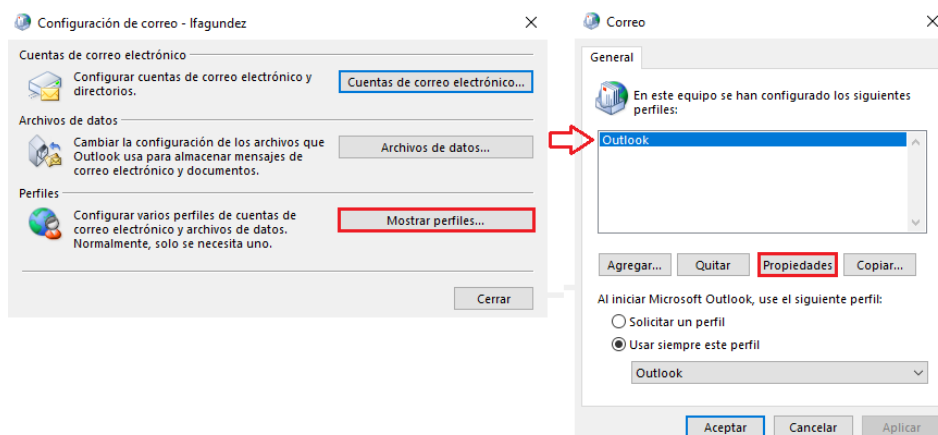 Configuración de correo - lfagundez
Cuentas de correo electrónico
Configurar cuentas de correo electrónico y
directorios.
Cuentas de correo electrónico...
Archivos de datos
Cambiar la configuración de los archivos que
Outlook usa para almacenar mensajes de
correo electrónico y documentos.
Archivos de datos...
Perfiles
Configurar varios perfiles de cuentas de
correo electrónico y archivos de datos.
Normalmente, solo se necesita uno.
Mostrar perfiles...
Cerrar
Correo
General
En este equipo se han configurado los siguientes
perfiles:
Outlook
Agregar...
Quitar
Propiedades
Copiar...
Al iniciar Microsoft Outlook, use el siguiente perfil:
Solicitar un perfil
Usar siempre este perfil
Outlook
Aceptar
Cancelar
Aplicar